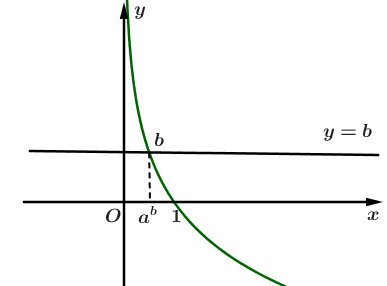 y
b
y = b
O a^b 1 x